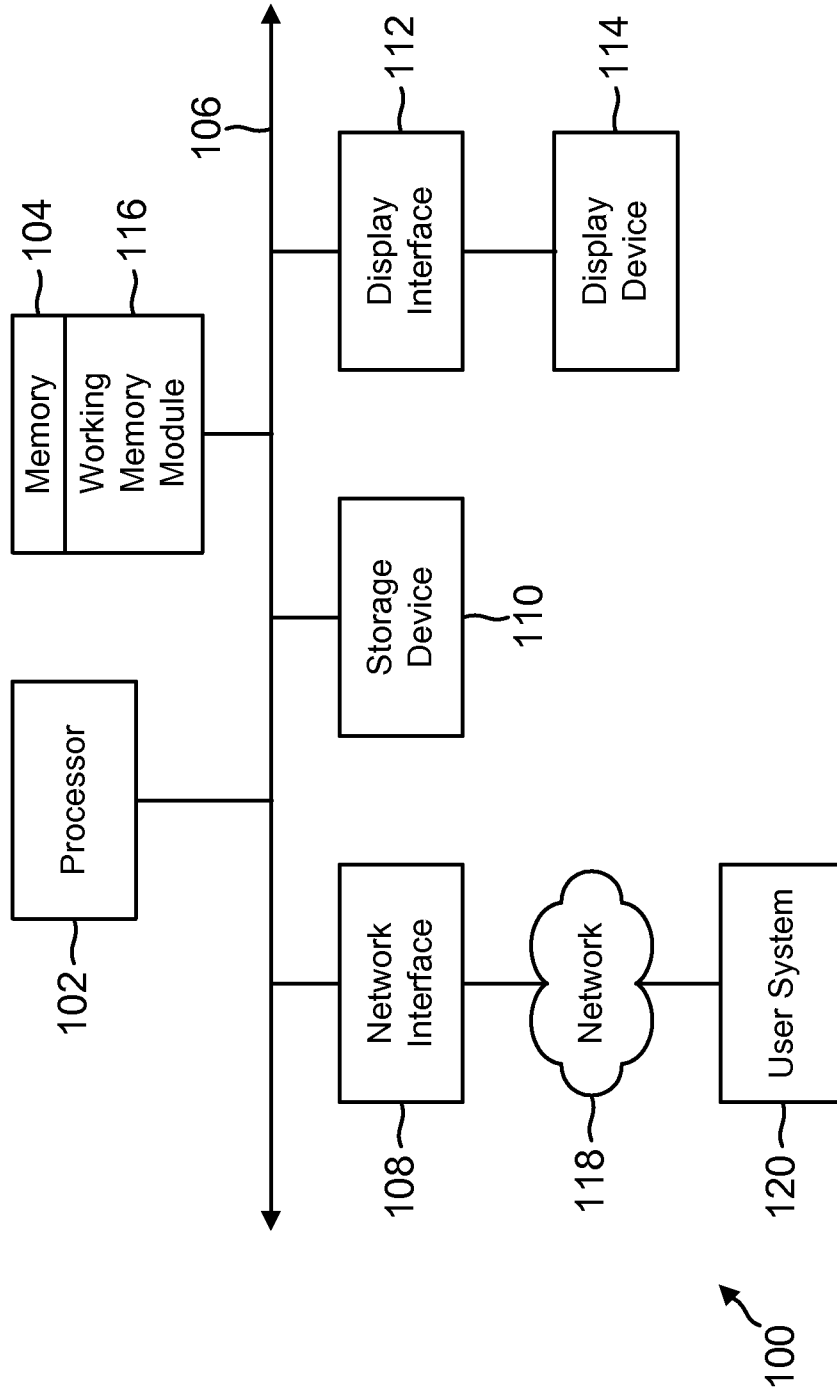 102
Processor
Memory
104
Working
Memory
Module
116
106
108
Network
Interface
Storage
Device
110
Display
Interface
112
118
Network
Display
Device
114
120
User System
100